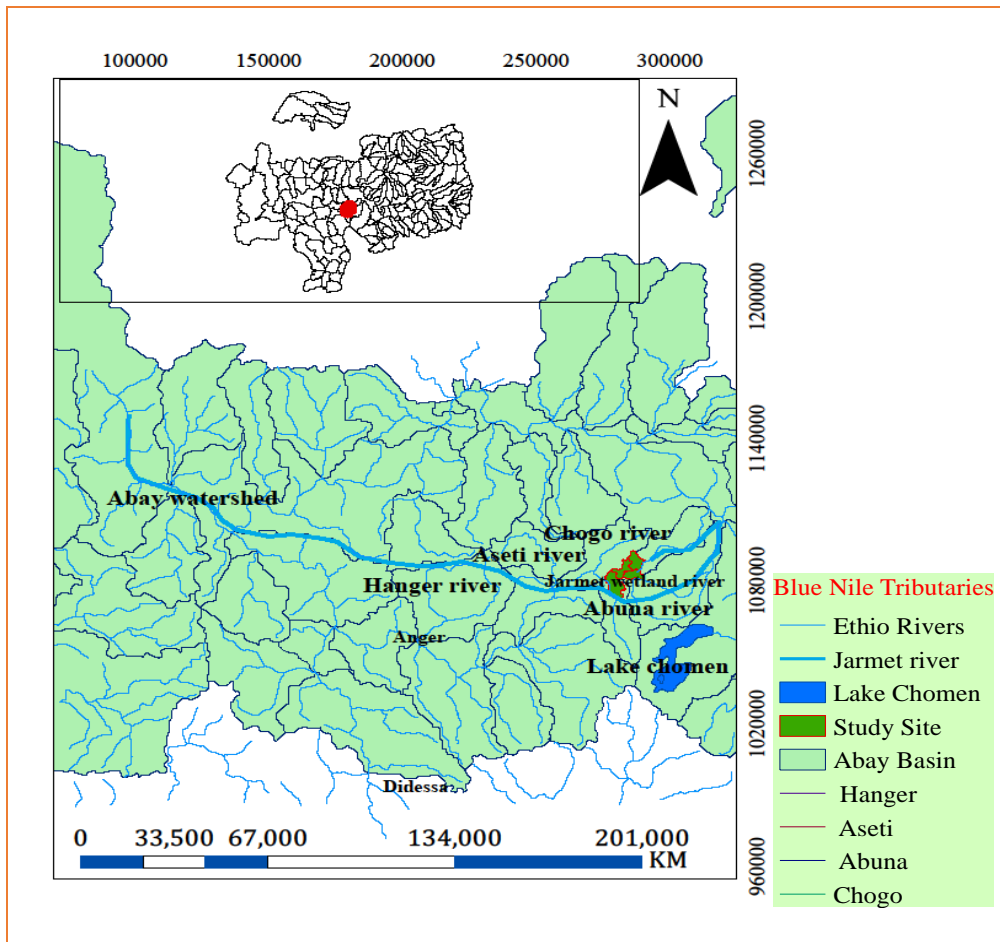 100000 150000 200000 250000 300000
N
1260000
1200000
1140000
1080000
1020000
960000
Abay watershed
Chogo river
Aseti river
Hanger river
Jarmet wetland river
Abuna river
Anger
Lake chomen
Didessa
0 33,500 67,000 134,000 201,000
KM
Blue Nile Tributaries
Ethio Rivers
Jarmet river
Lake Chomen
Study Site
Abay Basin
Hanger
Aseti
Abuna
Chogo